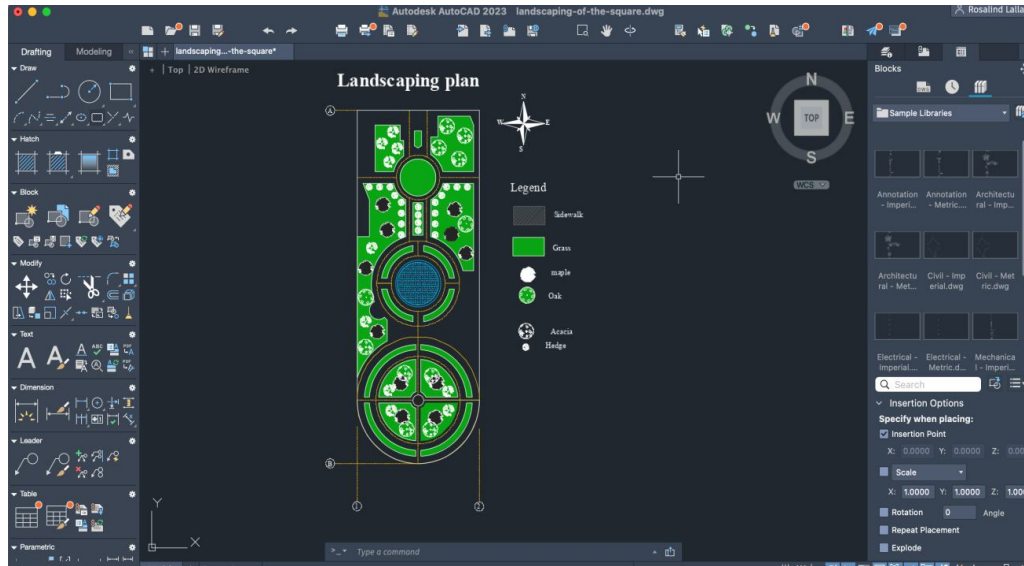 Autodesk AutoCAD 2023 landscaping-of-the-square.dwg
Rosalind Lalla
Drafting Modeling
landscaping...-the-square*
+ | Top | 2D Wireframe
Draw
Hatch
Block
Modify
Text
Dimension
Leader
Table
Parametric
Landscaping plan
A
N
W E
S
Legend
Sidewalk
Grass
maple
Oak
Acacia
Hedge
B
1 2
N
W TOP E
S
WCS
Y
X
>_ Type a command
Blocks
Sample Libraries
Annotation - Imperi...
Annotation - Metric....
Architectu ral - Imp...
Architectu ral - Met...
Civil - Imp erial.dwg
Civil - Met ric.dwg
Electrical - Imperial....
Electrical - Metric.d...
Mechanica l - Imperi...
Search
Insertion Options
Specify when placing:
Insertion Point
X: 0.0000 Y: 0.0000 Z: 0.00
Scale
X: 1.0000 Y: 1.0000 Z: 1.00
Rotation 0 Angle
Repeat Placement
Explode